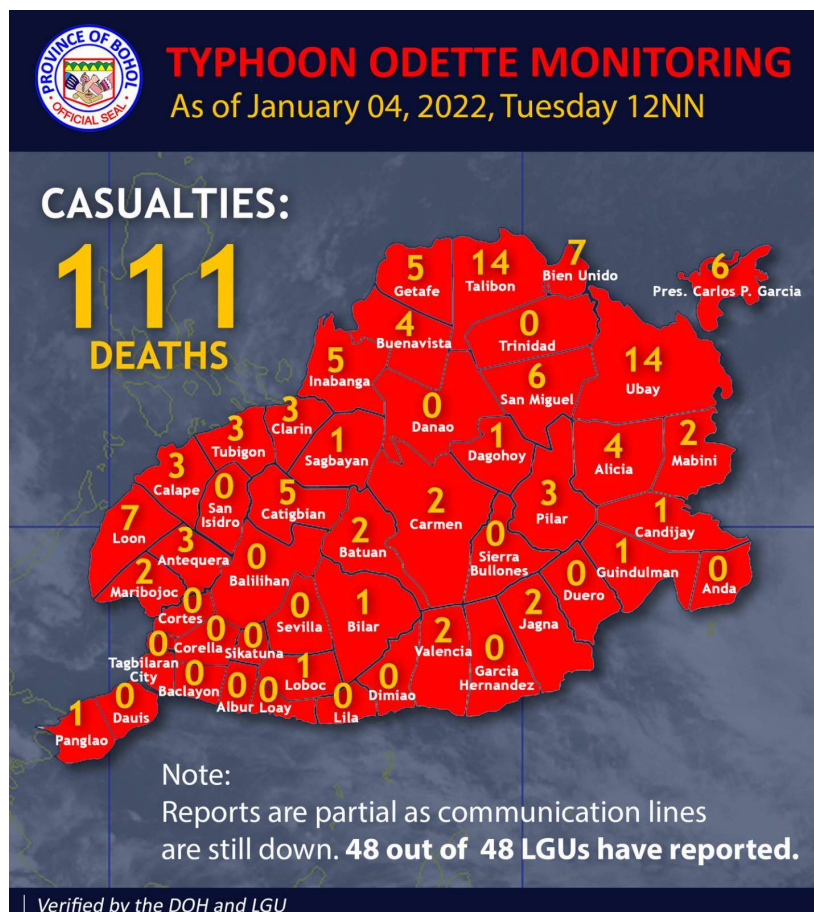 PROVINCE OF BOHOL
OFFICIAL SEAL
TYPHOON ODETTE MONITORING
As of January 04, 2022, Tuesday 12NN
CASUALTIES:
111
DEATHS
5
Getafe
14
Talibon
7
Bien Unido
6
Pres. Carlos P. Garcia
4
Buenavista
0
Trinidad
5
Inabanga
6
San Miguel
14
Ubay
0
Danao
3
Clarin
3
Tubigon
1
Sagbayan
1
Dagohoy
4
Alicia
2
Mabini
3
Calape
0
San
Isidro
5
Catigbian
2
Carmen
3
Pilar
1
Candijay
7
Loon
3
Antequera
0
Balilihan
2
Batuan
0
Sierra
Bullones
1
Guindulman
0
Anda
2
Maribojoc
0
Cortes
0
Sevilla
1
Bilar
0
Duero
2
Jagna
0
Tagbilaran
City
0
Corella
0
Sikatuna
2
Valencia
0
Garcia
Hernandez
0
Baclayon
0
Albur
0
Loay
1
Loboc
0
Lila
0
Dimiao
1
Panglao
0
Dauis
Note:
Reports are partial as communication lines
are still down. 48 out of 48 LGUs have reported.
Verified by the DOH and LGU